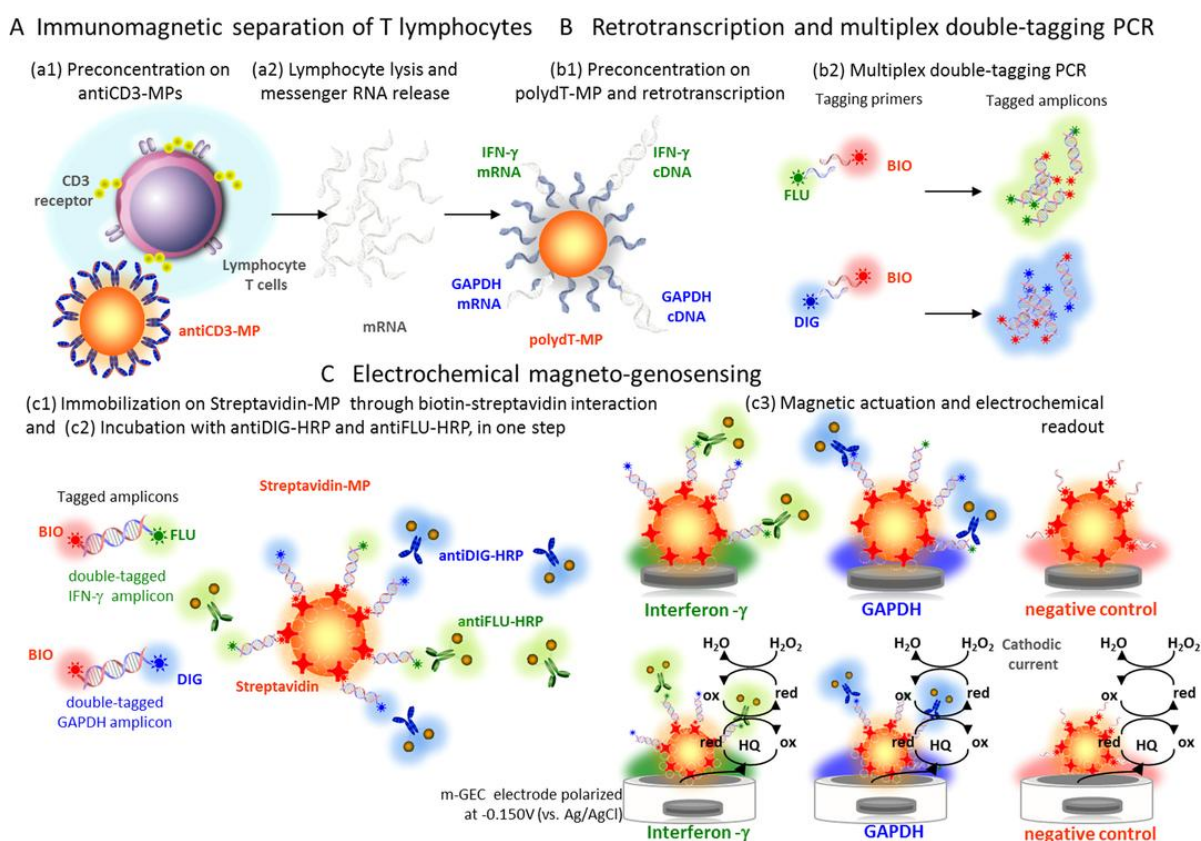 A Immunomagnetic separation of T lymphocytes
B Retrotranscription and multiplex double-tagging PCR
(a1) Preconcentration on
antiCD3-MPs
(a2) Lymphocyte lysis and
messenger RNA release
(b1) Preconcentration on
polydT-MP and retrotranscription
(b2) Multiplex double-tagging PCR
Tagging primers
Tagged amplicons
CD3
receptor
Lymphocyte
T cells
antiCD3-MP
mRNA
IFN-γ
mRNA
IFN-γ
cDNA
GAPDH
mRNA
GAPDH
cDNA
polydT-MP
BIO
FLU
BIO
DIG
C Electrochemical magneto-genosensing
(c1) Immobilization on Streptavidin-MP through biotin-streptavidin interaction
and (c2) Incubation with antiDIG-HRP and antiFLU-HRP, in one step
(c3) Magnetic actuation and electrochemical
readout
Tagged amplicons
BIO
FLU
double-tagged
IFN-γ amplicon
BIO
DIG
double-tagged
GAPDH amplicon
Streptavidin-MP
antiDIG-HRP
antiFLU-HRP
Streptavidin
Interferon -γ
GAPDH
negative control
H2O
H2O2
ox
red
red
HQ
ox
H2O
H2O2
ox
red
red
HQ
ox
Cathodic
current
H2O
H2O2
ox
red
red
HQ
ox
m-GEC electrode polarized
at -0.150V (vs. Ag/AgCl)
Interferon -γ
GAPDH
negative control